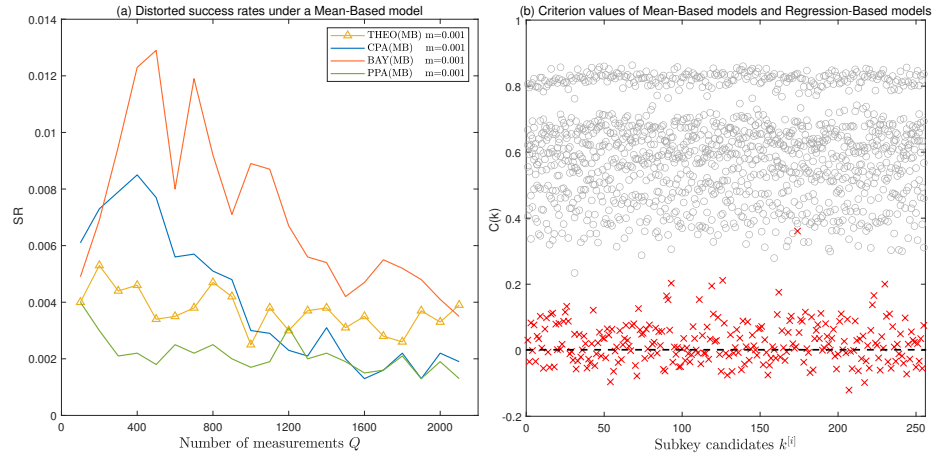 (a) Distorted success rates under a Mean-Based model
THEO(MB) m=0.001
CPA(MB) m=0.001
BAY(MB) m=0.001
PPA(MB) m=0.001
0.014
0.012
0.01
0.008
0.006
0.004
0.002
0
SR
0 400 800 1200 1600 2000
Number of measurements Q
(b) Criterion values of Mean-Based models and Regression-Based models
1
0.8
0.6
0.4
0.2
0
-0.2
C(k)
0 50 100 150 200 250
Subkey candidates k^[i]